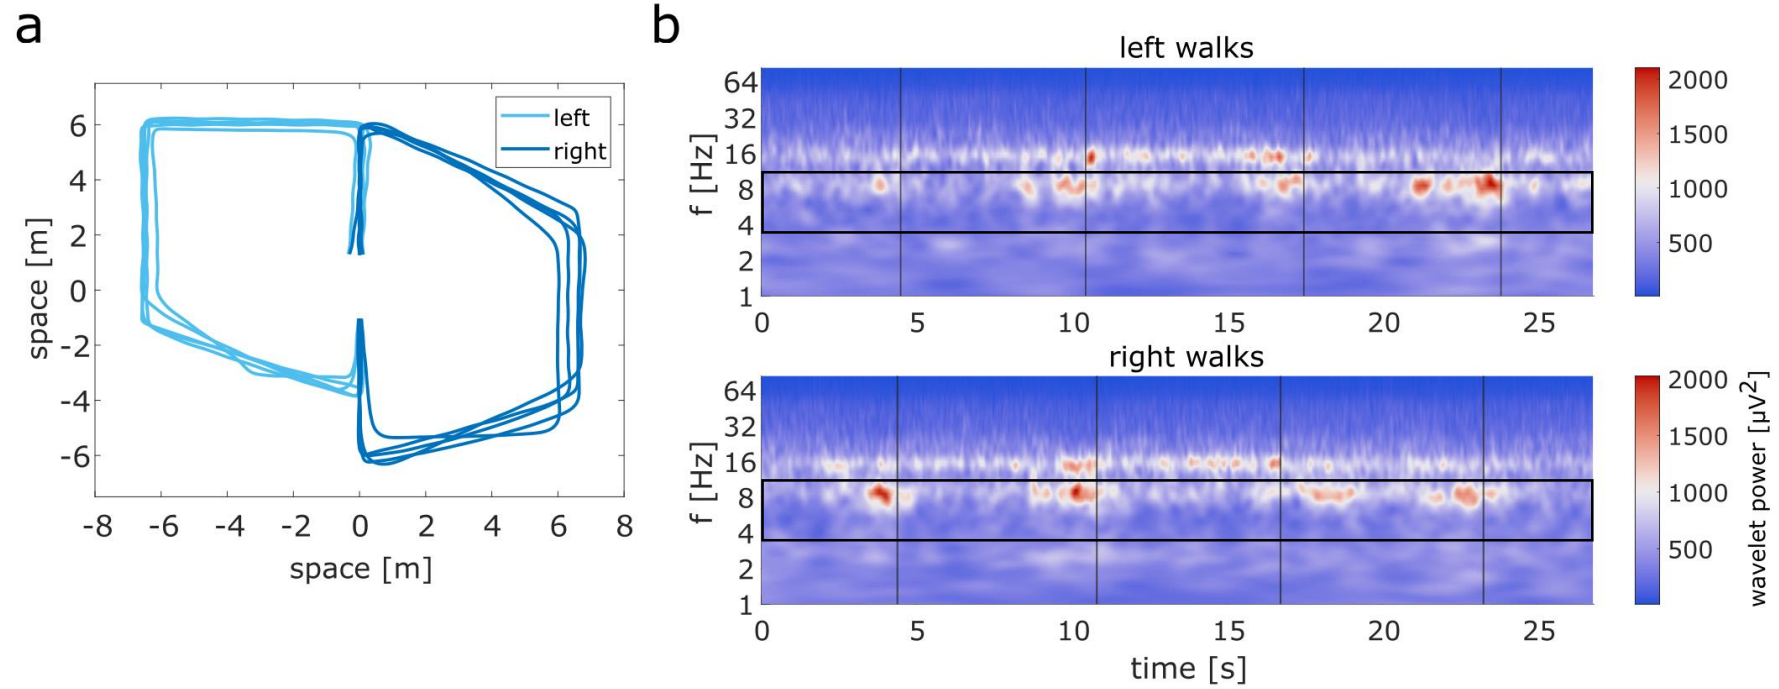 a
6
4
2
0
-2
-4
-6
space [m]
-8 -6 -4 -2 0 2 4 6 8
space [m]
left
right
b
left walks
64
32
16
8
4
2
1
f [Hz]
0 5 10 15 20 25
2000
1500
1000
500
right walks
64
32
16
8
4
2
1
f [Hz]
0 5 10 15 20 25
time [s]
2000
1500
1000
500
wavelet power [µV²]